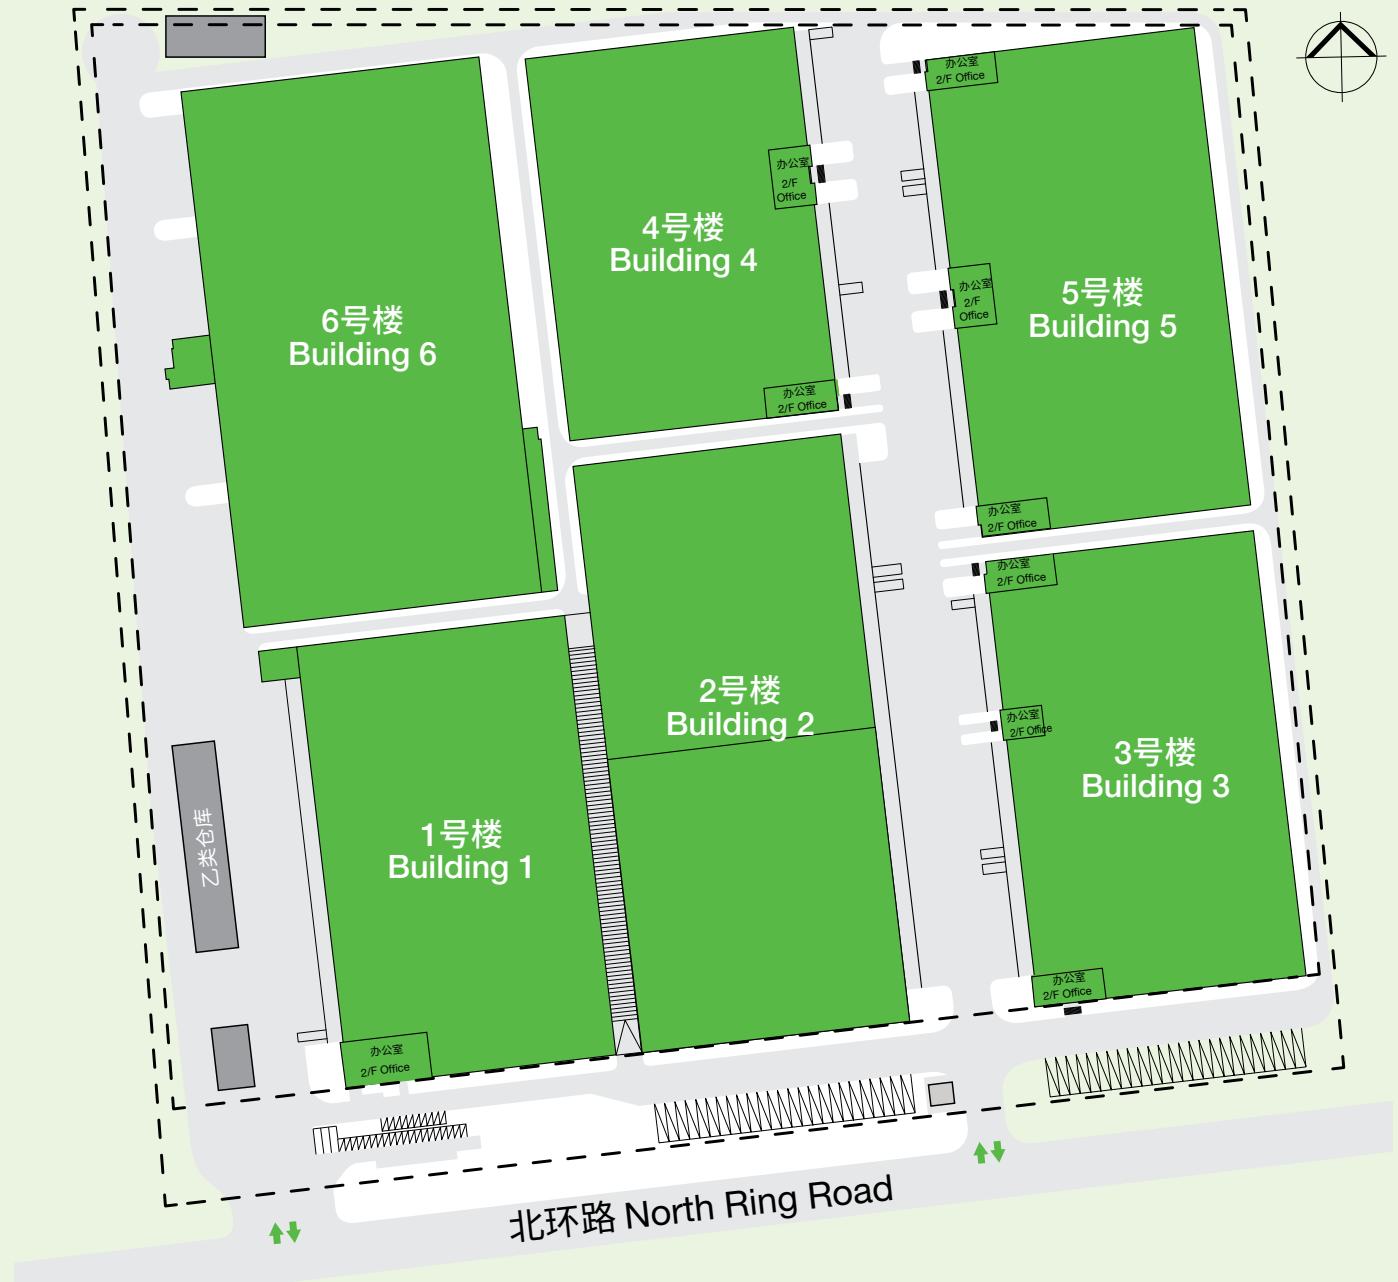 办公室
2/F Office
办公室
2/F
Office
4号楼
Building 4
办公室
2/F
Office
5号楼
Building 5
6号楼
Building 6
办公室
2/F Office
办公室
2/F Office
办公室
2/F Office
2号楼
Building 2
办公室
2/F Office
3号楼
Building 3
1号楼
Building 1
乙类仓库
办公室
2/F Office
办公室
2/F Office
北环路 North Ring Road